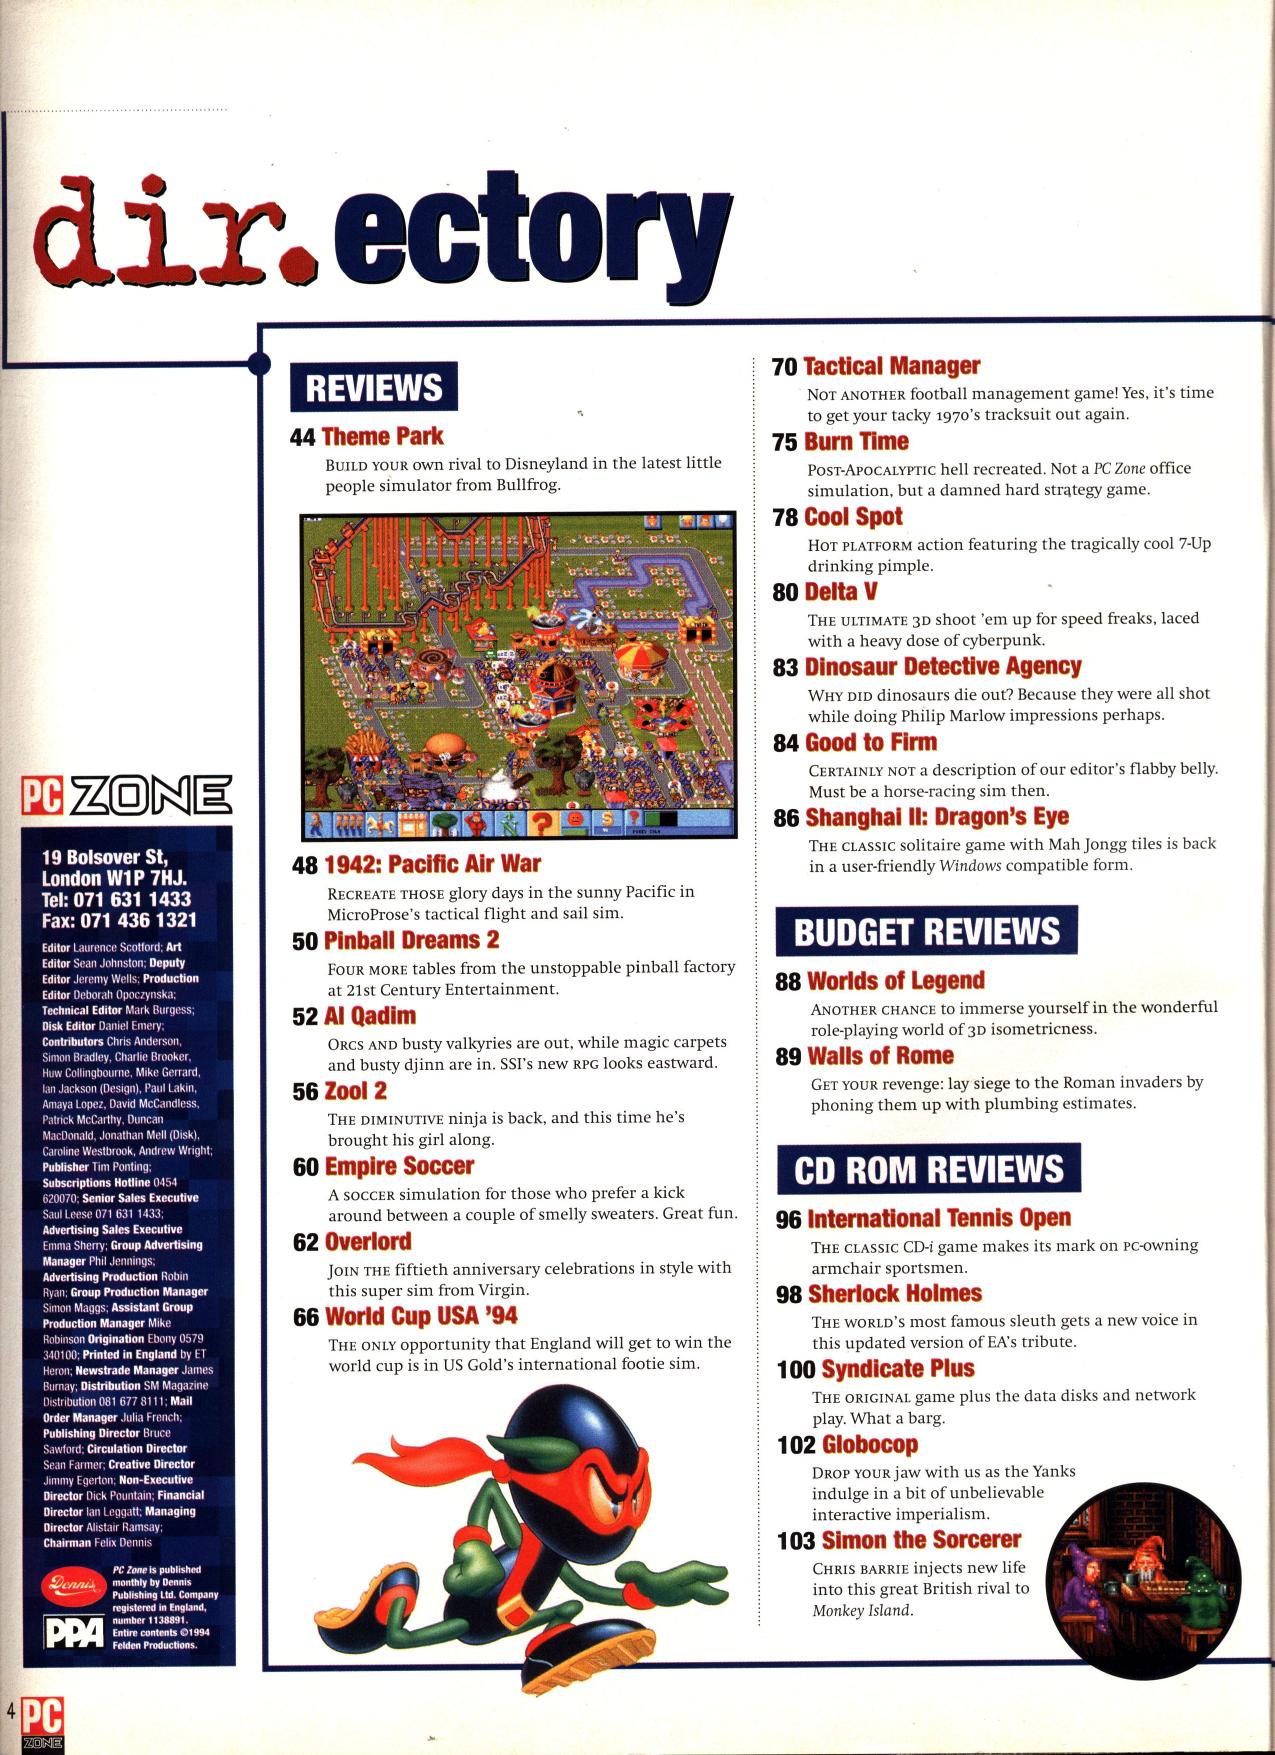 dir.ectory
REVIEWS
44 Theme Park
BUILD YOUR own rival to Disneyland in the latest little
people simulator from Bullfrog.
48 1942: Pacific Air War
RECREATE THOSE glory days in the sunny Pacific in
MicroProse's tactical flight and sail sim.
50 Pinball Dreams 2
FOUR MORE tables from the unstoppable pinball factory
at 21st Century Entertainment.
52 Al Qadim
ORCS AND busty valkyries are out, while magic carpets
and busty djinn are in. SSI's new RPG looks eastward.
56 Zool 2
THE DIMINUTIVE ninja is back, and this time he's
brought his girl along.
60 Empire Soccer
A SOCCER simulation for those who prefer a kick
around between a couple of smelly sweaters. Great fun.
62 Overlord
JOIN THE fiftieth anniversary celebrations in style with
this super sim from Virgin.
66 World Cup USA '94
THE ONLY opportunity that England will get to win the
world cup is in US Gold's international footie sim.
70 Tactical Manager
NOT ANOTHER football management game! Yes, it's time
to get your tacky 1970's tracksuit out again.
75 Burn Time
POST-APOCALYPTIC hell recreated. Not a PC Zone office
simulation, but a damned hard strategy game.
78 Cool Spot
HOT PLATFORM action featuring the tragically cool 7-Up
drinking pimple.
80 Delta V
THE ULTIMATE 3D shoot 'em up for speed freaks, laced
with a heavy dose of cyberpunk.
83 Dinosaur Detective Agency
WHY DID dinosaurs die out? Because they were all shot
while doing Philip Marlow impressions perhaps.
84 Good to Firm
CERTAINLY NOT a description of our editor's flabby belly.
Must be a horse-racing sim then.
86 Shanghai II: Dragon's Eye
THE CLASSIC solitaire game with Mah Jongg tiles is back
in a user-friendly Windows compatible form.
BUDGET REVIEWS
88 Worlds of Legend
ANOTHER CHANCE to immerse yourself in the wonderful
role-playing world of 3D isometricness.
89 Walls of Rome
GET YOUR revenge: lay siege to the Roman invaders by
phoning them up with plumbing estimates.
CD ROM REVIEWS
96 International Tennis Open
THE CLASSIC CD-i game makes its mark on PC-owning
armchair sportsmen.
98 Sherlock Holmes
THE WORLD'S most famous sleuth gets a new voice in
this updated version of EA's tribute.
100 Syndicate Plus
THE ORIGINAL game plus the data disks and network
play. What a barg.
102 Globocop
DROP YOUR jaw with us as the Yanks
indulge in a bit of unbelievable
interactive imperialism.
103 Simon the Sorcerer
CHRIS BARRIE injects new life
into this great British rival to
Monkey Island.
PC ZONE
19 Bolsover St,
London W1P 7HJ.
Tel: 071 631 1433
Fax: 071 436 1321
Editor Laurence Scotford; Art
Editor Sean Johnston; Deputy
Editor Jeremy Wells; Production
Editor Deborah Opoczynska;
Technical Editor Mark Burgess;
Disk Editor Daniel Emery;
Contributors Chris Anderson,
Simon Bradley, Charlie Brooker,
Huw Collingbourne, Mike Gerrard,
Ian Jackson (Design), Paul Lakin,
Amaya Lopez, David McCandless,
Patrick McCarthy, Duncan
MacDonald, Jonathan Mell (Disk),
Caroline Westbrook, Andrew Wright;
Publisher Tim Ponting;
Subscriptions Hotline 0454
620070; Senior Sales Executive
Saul Leese 071 631 1433;
Advertising Sales Executive
Emma Sherry; Group Advertising
Manager Phil Jennings;
Advertising Production Robin
Ryan; Group Production Manager
Simon Maggs; Assistant Group
Production Manager Mike
Robinson Origination Ebony 0579
340100; Printed in England by ET
Heron; Newstrade Manager James
Burnay; Distribution SM Magazine
Distribution 081 677 8111; Mail
Order Manager Julia French;
Publishing Director Bruce
Sawford; Circulation Director
Sean Farmer; Creative Director
Jimmy Egerton; Non-Executive
Director Dick Pountain; Financial
Director Ian Leggatt; Managing
Director Alistair Ramsay;
Chairman Felix Dennis
Dennis
PPA
PC Zone is published
monthly by Dennis
Publishing Ltd. Company
registered in England,
number 1138891.
Entire contents ©1994
Felden Productions.
4 PC
ZONE